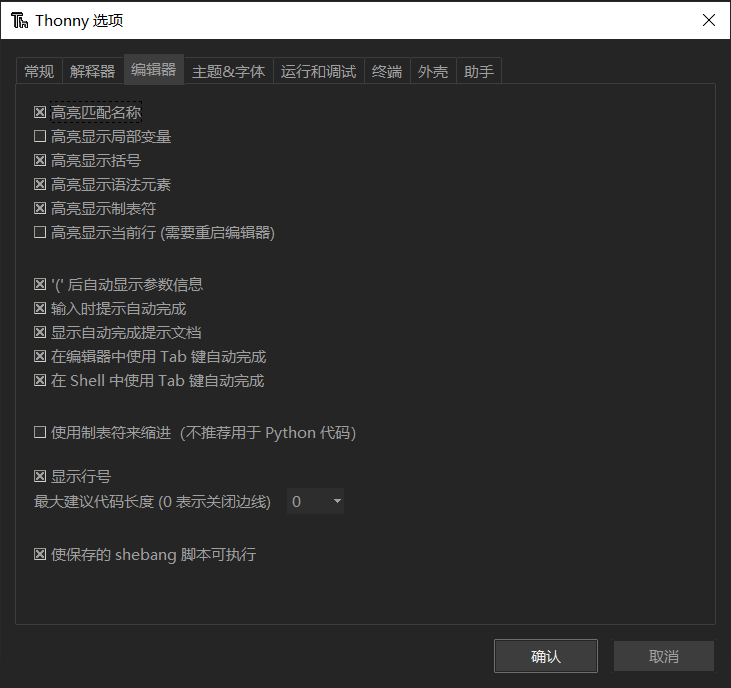 Thonny 选项
常规 解释器 编辑器 主题&字体 运行和调试 终端 外壳 助手
高亮匹配名称
高亮显示局部变量
高亮显示括号
高亮显示语法元素
高亮显示制表符
高亮显示当前行 (需要重启编辑器)
'(' 后自动显示参数信息
输入时提示自动完成
显示自动完成提示文档
在编辑器中使用 Tab 键自动完成
在 Shell 中使用 Tab 键自动完成
使用制表符来缩进（不推荐用于 Python 代码）
显示行号
最大建议代码长度 (0 表示关闭边线) 0
使保存的 shebang 脚本可执行
确认 取消